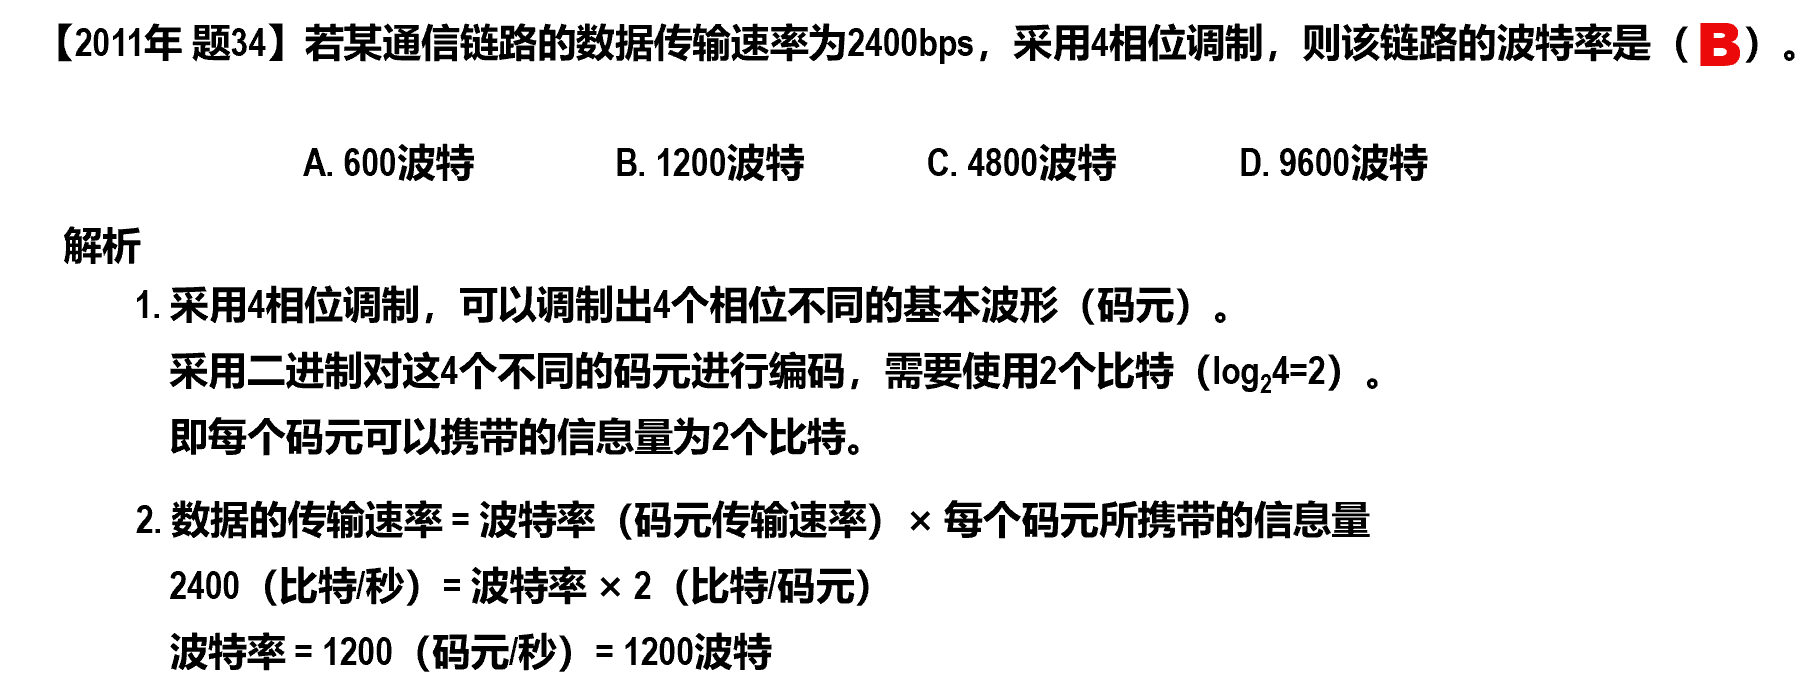 【2011年 题34】若某通信链路的数据传输速率为2400bps，采用4相位调制，则该链路的波特率是（B）。
A. 600波特 B. 1200波特 C. 4800波特 D. 9600波特
解析
1. 采用4相位调制，可以调制出4个相位不同的基本波形（码元）。
采用二进制对这4个不同的码元进行编码，需要使用2个比特（log₂4=2）。
即每个码元可以携带的信息量为2个比特。
2. 数据的传输速率 = 波特率（码元传输速率）× 每个码元所携带的信息量
2400（比特/秒）= 波特率 × 2（比特/码元）
波特率 = 1200（码元/秒）= 1200波特